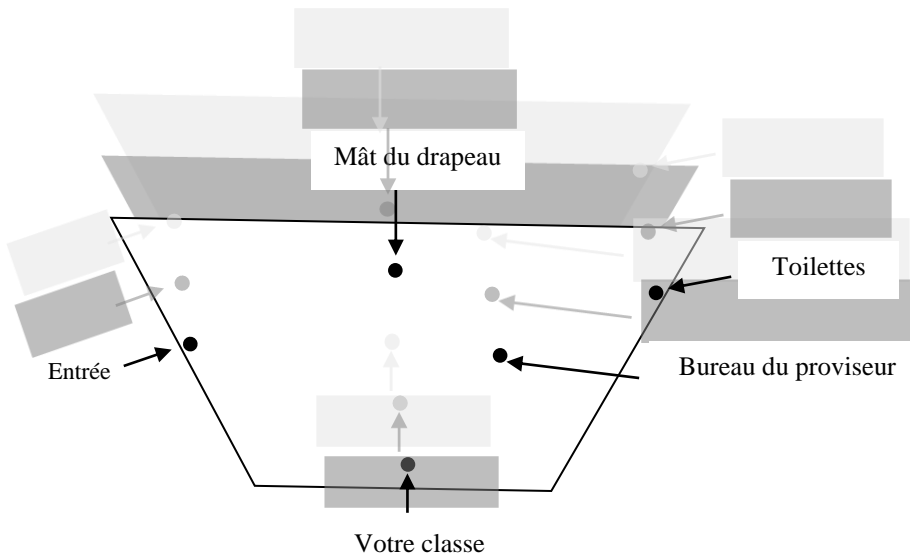 Mât du drapeau
Toilettes
Entrée
Bureau du proviseur
Votre classe